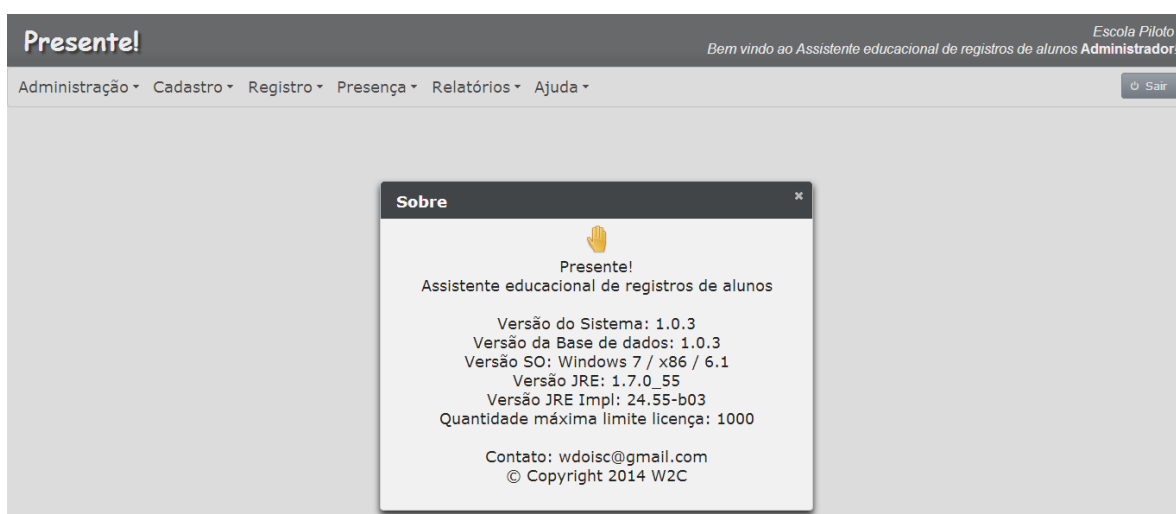 Presente!
Escola Piloto
Bem vindo ao Assistente educacional de registros de alunos Administrador!
Administração Cadastro Registro Presença Relatórios Ajuda
Sair
Sobre
Presente!
Assistente educacional de registros de alunos
Versão do Sistema: 1.0.3
Versão da Base de dados: 1.0.3
Versão SO: Windows 7 / x86 / 6.1
Versão JRE: 1.7.0_55
Versão JRE Impl: 24.55-b03
Quantidade máxima limite licença: 1000
Contato: wdoisc@gmail.com
© Copyright 2014 W2C